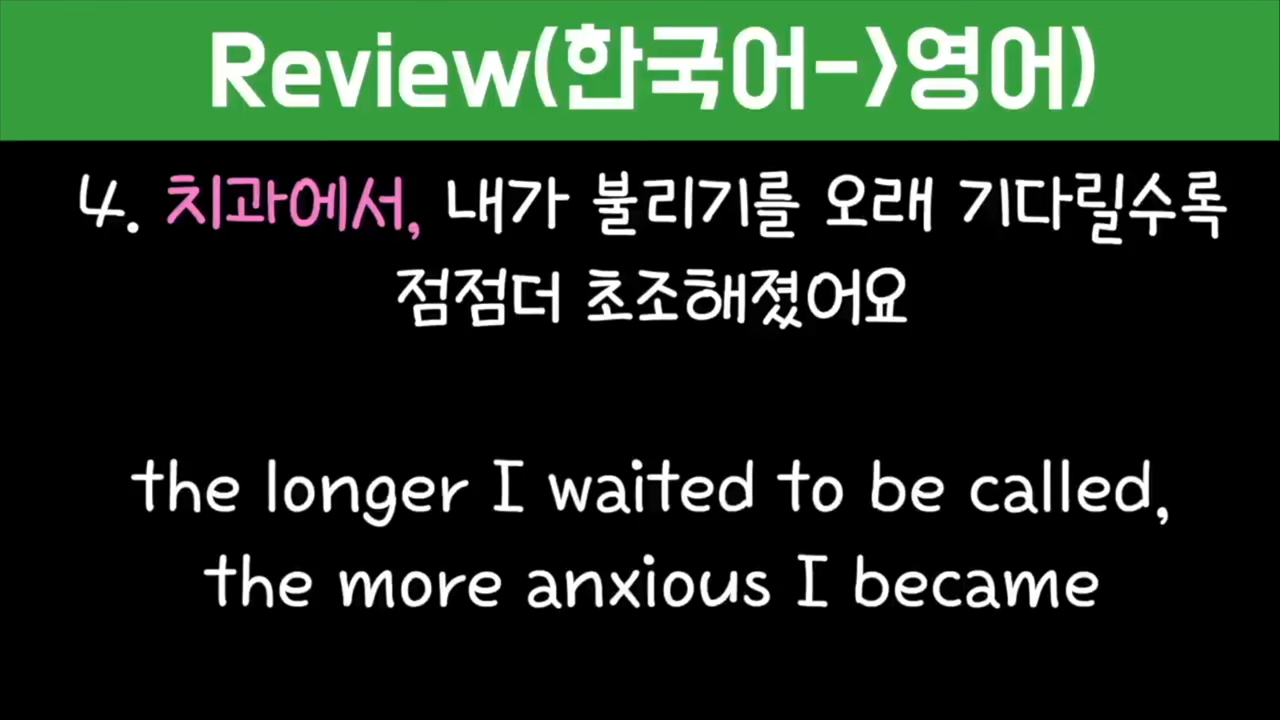 Review(한국어->영어)
4. 치과에서, 내가 불리기를 오래 기다릴수록
점점더 초조해졌어요
the longer I waited to be called,
the more anxious I became